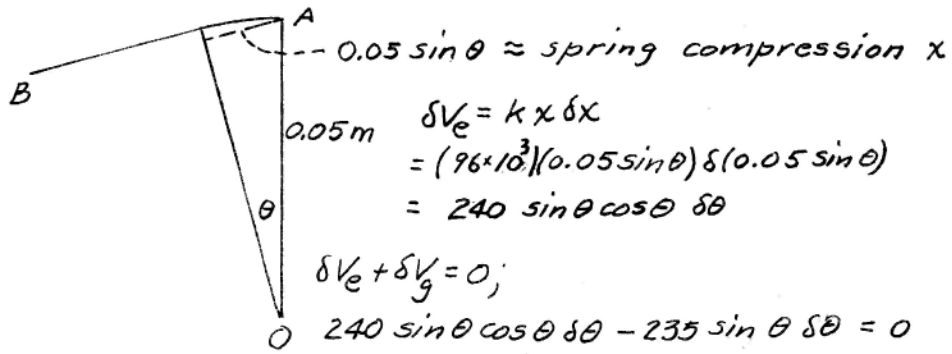 A
0.05 sin θ ≈ spring compression x
B
0.05 m
δVe = k x δx
= (96×10³)(0.05 sin θ) δ(0.05 sin θ)
= 240 sin θ cos θ δθ
θ
δVe + δVg = 0;
O
240 sin θ cos θ δθ − 235 sin θ δθ = 0